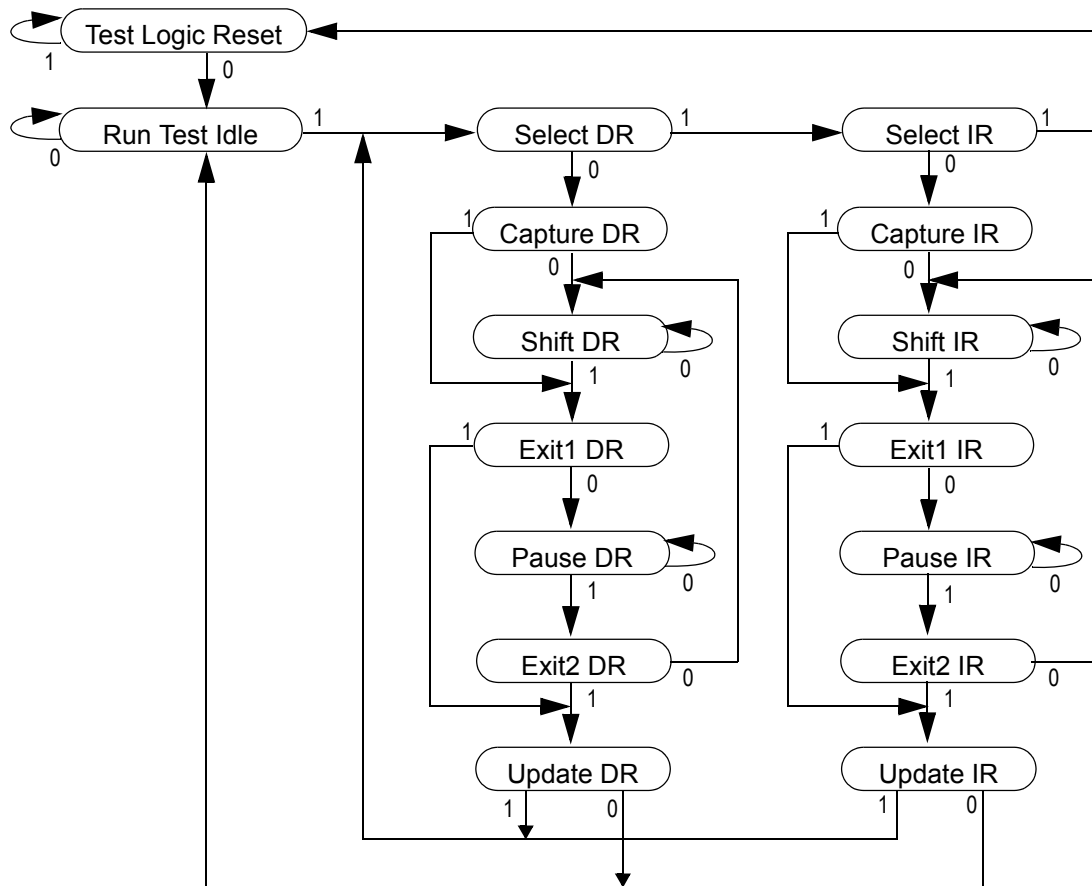 Test Logic Reset
1
0
Run Test Idle
0
1
Select DR
1
0
Select IR
1
0
1
Capture DR
0
1
Capture IR
0
Shift DR
0
1
Shift IR
0
1
1
Exit1 DR
0
1
Exit1 IR
0
Pause DR
0
1
Pause IR
0
1
Exit2 DR
0
1
Exit2 IR
0
1
Update DR
1
0
Update IR
1
0